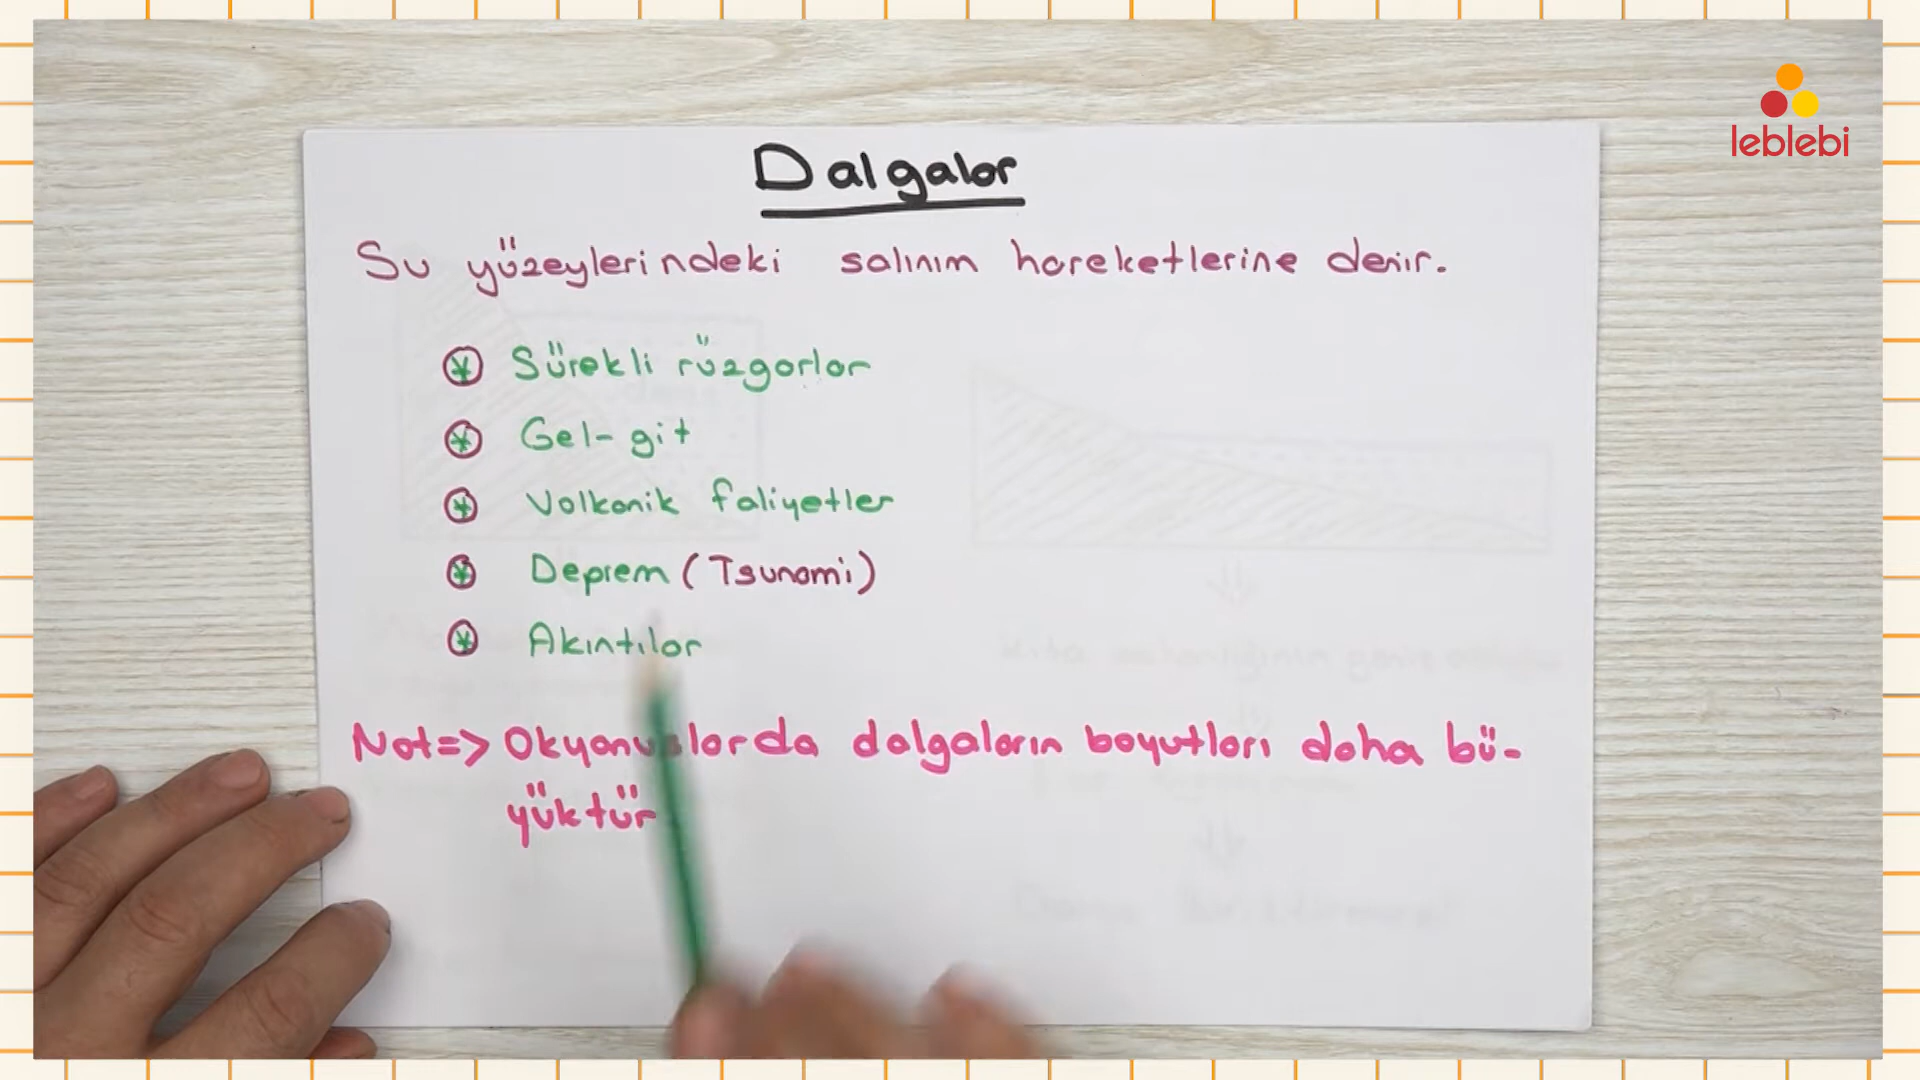 leblebi
Dalgalar
Su yüzeylerindeki salınım hareketlerine denir.
Sürekli rüzgarlar
Gel-git
Volkanik faliyetler
Deprem (Tsunami)
Akıntılar
Not=> Okyanuslarda dalgaların boyutları daha bü-
yüktür